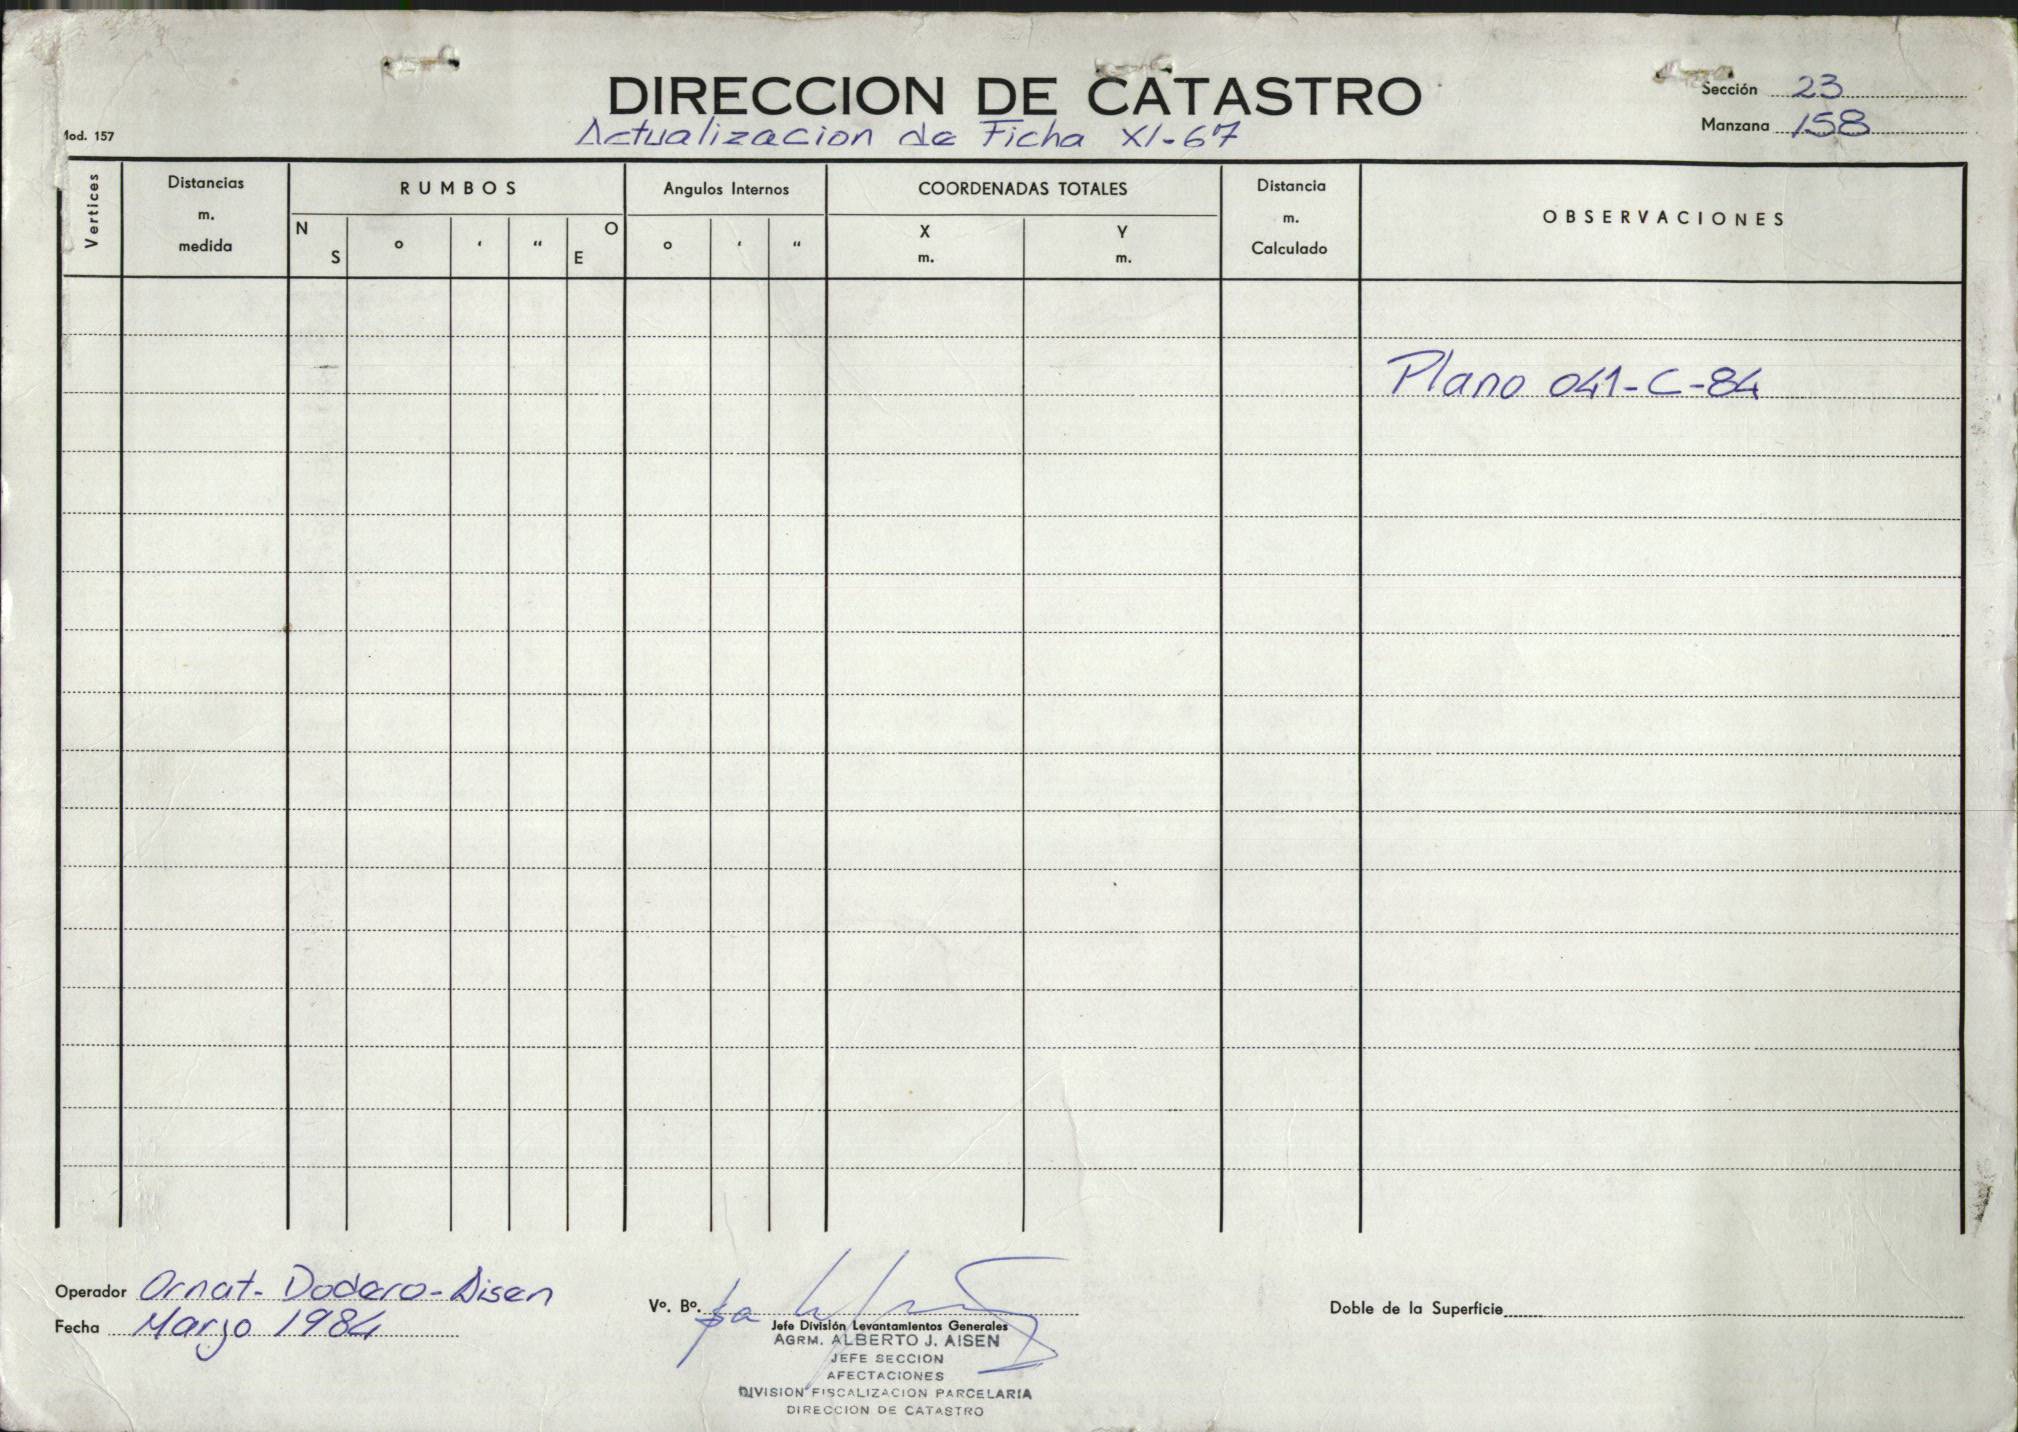 DIRECCION DE CATASTRO
Sección 23
Mod. 157
Actualizacion de Ficha XI-67
Manzana 158
Vertices
Distancias m. medida
RUMBOS
Angulos Internos
COORDENADAS TOTALES
Distancia m. Calculado
OBSERVACIONES
N S ° ' " O E
° ' "
X m.
Y m.
Plano 041-C-84
Operador Ornat-Dodero-Aisen
Fecha Marzo 1984
Vº. Bº.
Jefe División Levantamientos Generales
AGRM. ALBERTO J. AISEN
JEFE SECCION
AFECTACIONES
DIVISION FISCALIZACION PARCELARIA
DIRECCION DE CATASTRO
Doble de la Superficie